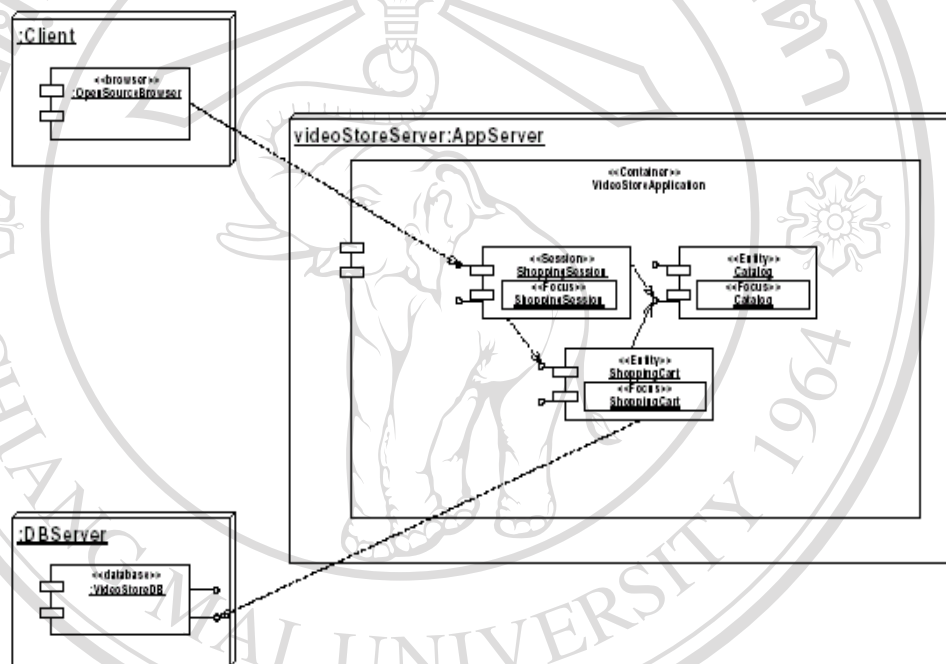 :Client
<<browser>>
:OpenSourceBrowser
videoStoreServer:AppServer
<<Container>>
VideoStoreApplication
<<Session>>
ShoppingSession
<<Focus>>
ShoppingSession
<<Entity>>
Catalog
<<Focus>>
Catalog
<<Entity>>
ShoppingCart
<<Focus>>
ShoppingCart
:DBServer
<<database>>
:VideoStoreDB
MAI UNIVERSITY 1964